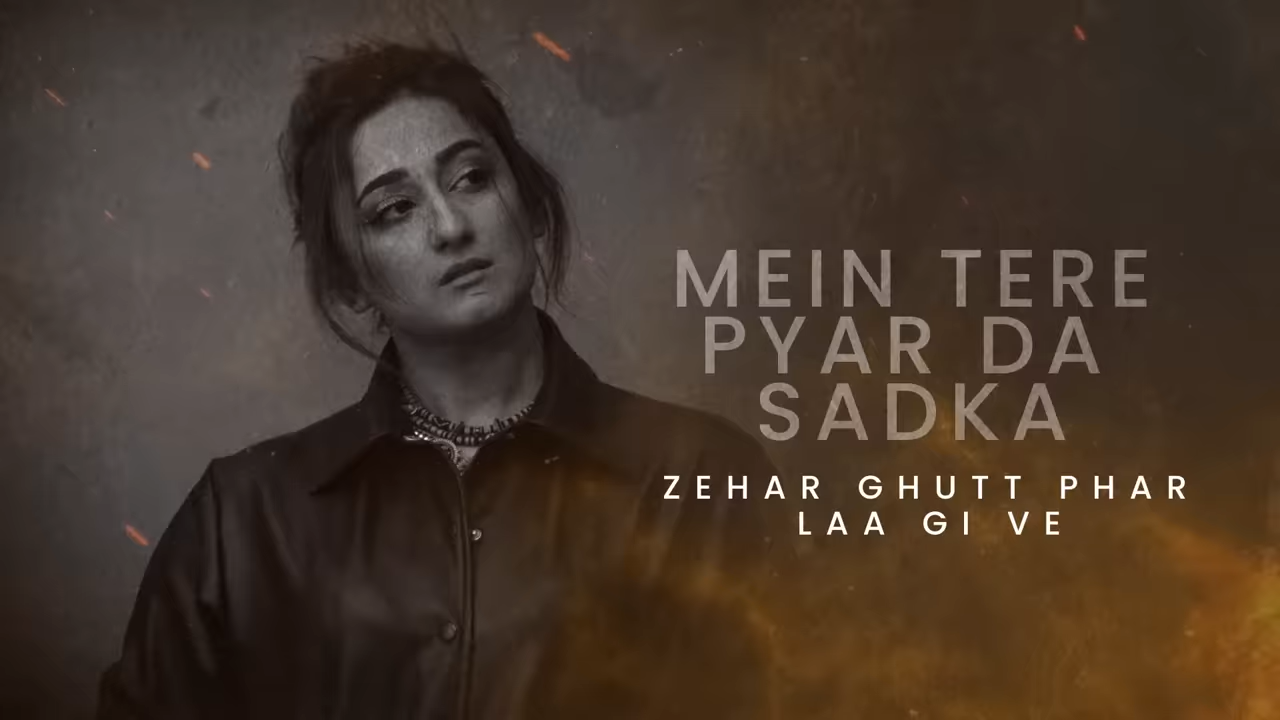 MEIN TERE
PYAR DA
SADKA
ZEHAR GHUTT PHAR
LAA GI VE